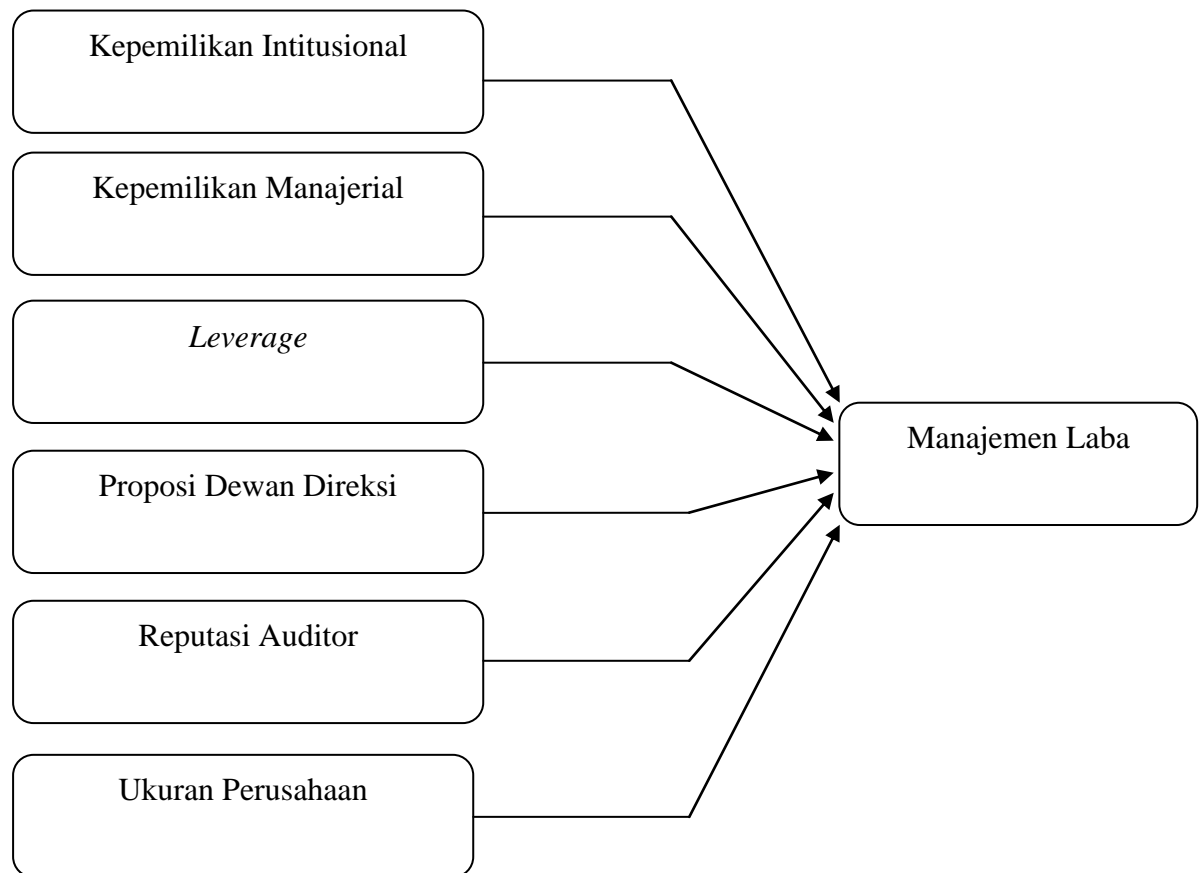 Kepemilikan Intitusional
Kepemilikan Manajerial
Leverage
Manajemen Laba
Proposi Dewan Direksi
Reputasi Auditor
Ukuran Perusahaan